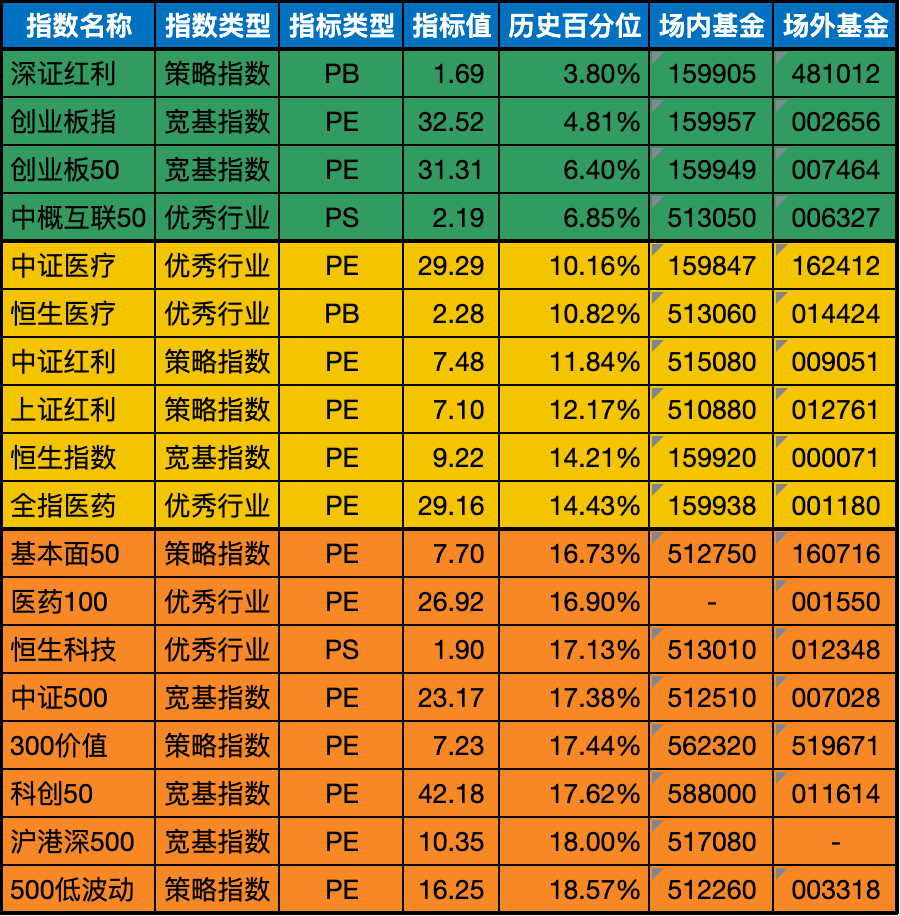 指数名称 指数类型 指标类型 指标值 历史百分位 场内基金 场外基金
深证红利 策略指数 PB 1.69 3.80% 159905 481012
创业板指 宽基指数 PE 32.52 4.81% 159957 002656
创业板50 宽基指数 PE 31.31 6.40% 159949 007464
中概互联50 优秀行业 PS 2.19 6.85% 513050 006327
中证医疗 优秀行业 PE 29.29 10.16% 159847 162412
恒生医疗 优秀行业 PB 2.28 10.82% 513060 014424
中证红利 策略指数 PE 7.48 11.84% 515080 009051
上证红利 策略指数 PE 7.10 12.17% 510880 012761
恒生指数 宽基指数 PE 9.22 14.21% 159920 000071
全指医药 优秀行业 PE 29.16 14.43% 159938 001180
基本面50 策略指数 PE 7.70 16.73% 512750 160716
医药100 优秀行业 PE 26.92 16.90% - 001550
恒生科技 优秀行业 PS 1.90 17.13% 513010 012348
中证500 宽基指数 PE 23.17 17.38% 512510 007028
300价值 策略指数 PE 7.23 17.44% 562320 519671
科创50 宽基指数 PE 42.18 17.62% 588000 011614
沪港深500 宽基指数 PE 10.35 18.00% 517080 -
500低波动 策略指数 PE 16.25 18.57% 512260 003318